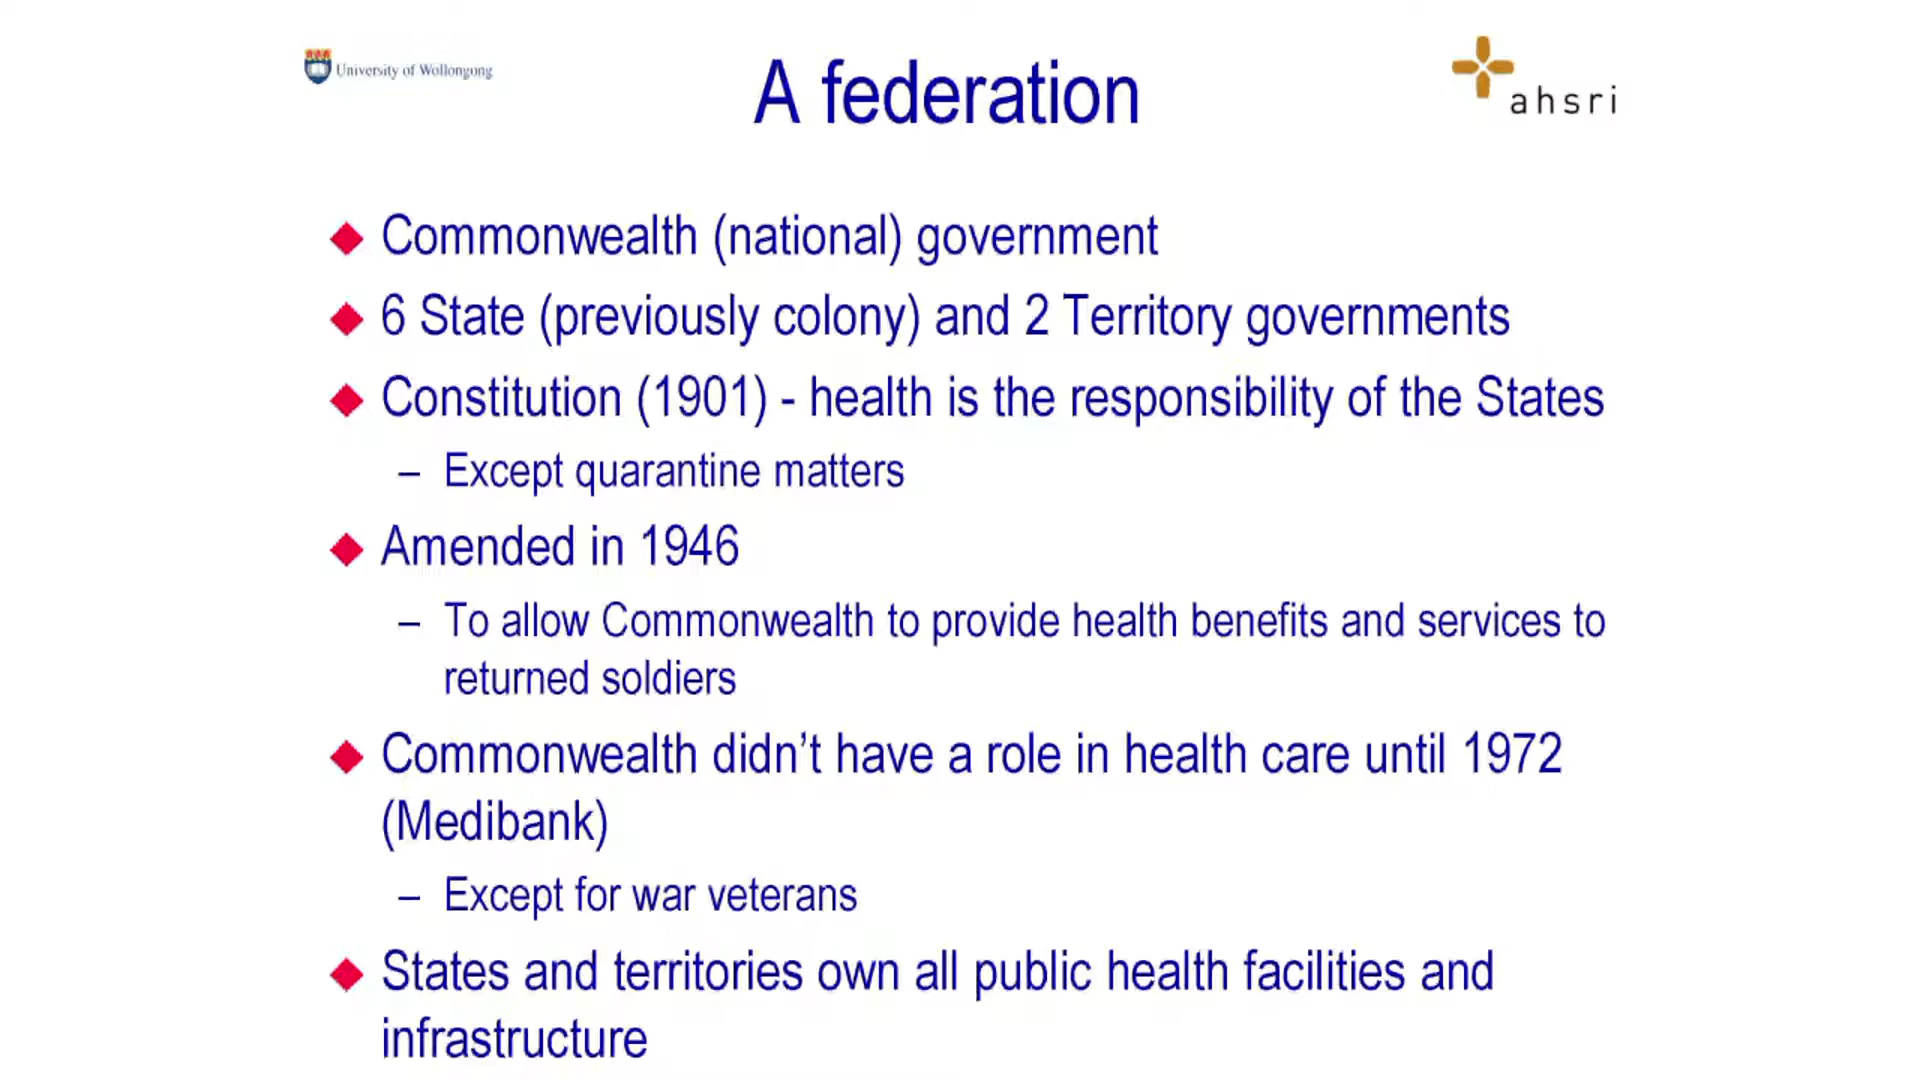 University of Wollongong
A federation
ahsri
◆ Commonwealth (national) government
◆ 6 State (previously colony) and 2 Territory governments
◆ Constitution (1901) - health is the responsibility of the States
– Except quarantine matters
◆ Amended in 1946
– To allow Commonwealth to provide health benefits and services to
returned soldiers
◆ Commonwealth didn’t have a role in health care until 1972
(Medibank)
– Except for war veterans
◆ States and territories own all public health facilities and
infrastructure